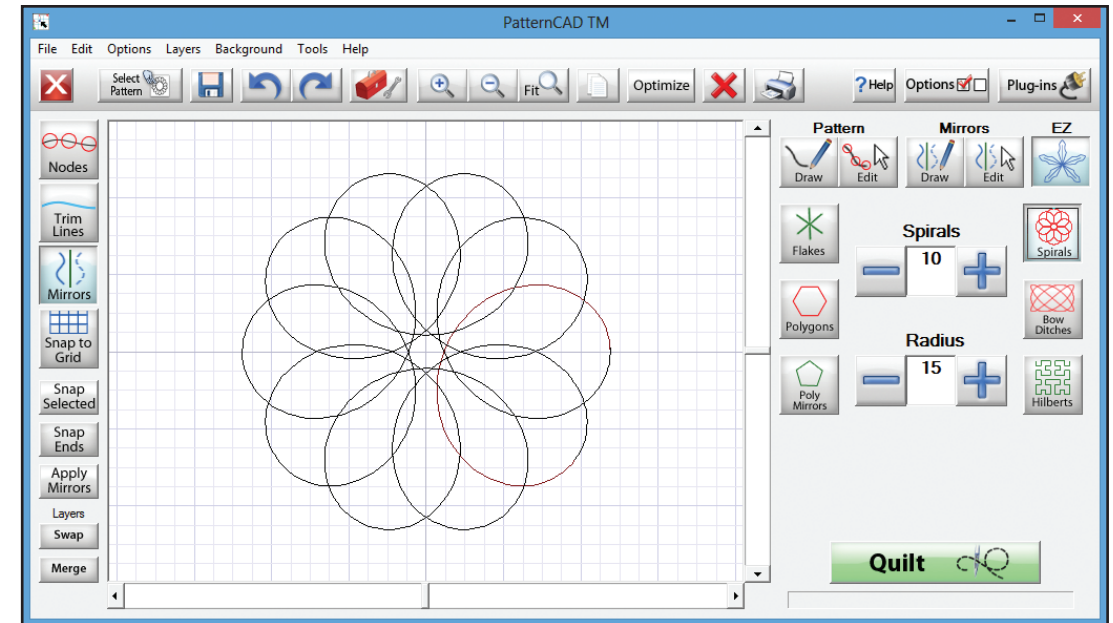 PatternCAD TM
File Edit Options Layers Background Tools Help
Select
Pattern
Fit
Optimize
? Help
Options
Plug-ins
Nodes
Trim
Lines
Mirrors
Snap to
Grid
Snap
Selected
Snap
Ends
Apply
Mirrors
Layers
Swap
Merge
Pattern Mirrors EZ
Draw Edit Draw Edit
Flakes
Spirals
10
Spirals
Polygons
Bow
Ditches
Radius
15
Poly
Mirrors
Hilberts
Quilt